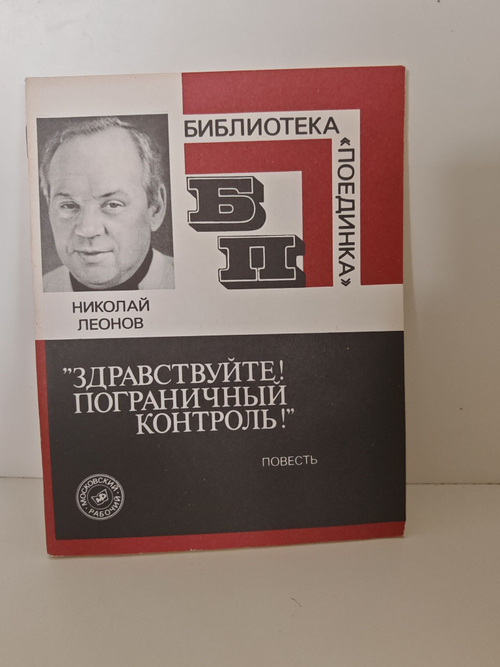 БИБЛИОТЕКА
«ПОЕДИНКА»
БП
НИКОЛАЙ
ЛЕОНОВ
"ЗДРАВСТВУЙТЕ!
ПОГРАНИЧНЫЙ
КОНТРОЛЬ!"
ПОВЕСТЬ
МОСКОВСКИЙ РАБОЧИЙ